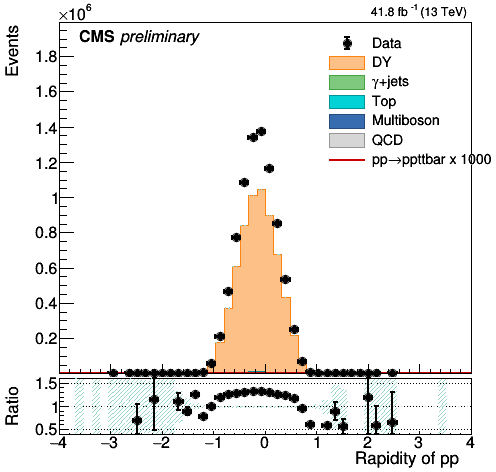 ×10⁶
41.8 fb⁻¹ (13 TeV)
CMS preliminary
Events
1.8
1.6
1.4
1.2
1
0.8
0.6
0.4
0.2
Data
DY
γ+jets
Top
Multiboson
QCD
pp→ppttbar x 1000
Ratio
1.5
1
0.5
−4 −3 −2 −1 0 1 2 3 4
Rapidity of pp